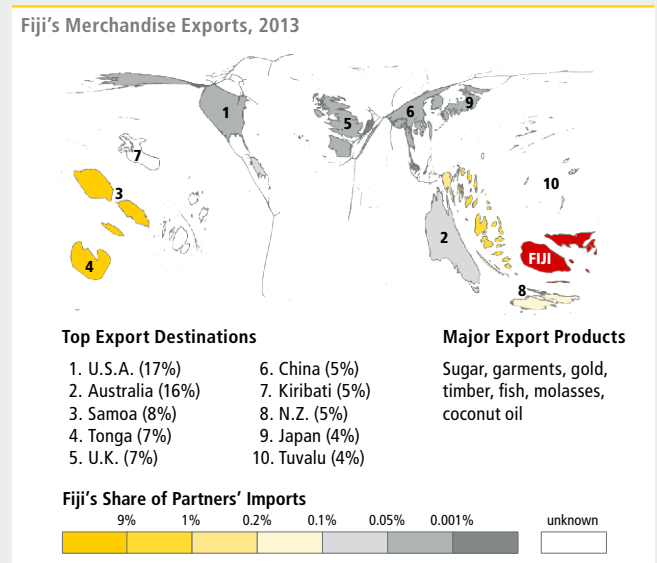 Fiji's Merchandise Exports, 2013
1
5
6
9
7
3
10
2
4
FIJI
8
Top Export Destinations
1. U.S.A. (17%)
2. Australia (16%)
3. Samoa (8%)
4. Tonga (7%)
5. U.K. (7%)
6. China (5%)
7. Kiribati (5%)
8. N.Z. (5%)
9. Japan (4%)
10. Tuvalu (4%)
Major Export Products
Sugar, garments, gold,
timber, fish, molasses,
coconut oil
Fiji's Share of Partners' Imports
9% 1% 0.2% 0.1% 0.05% 0.001% unknown